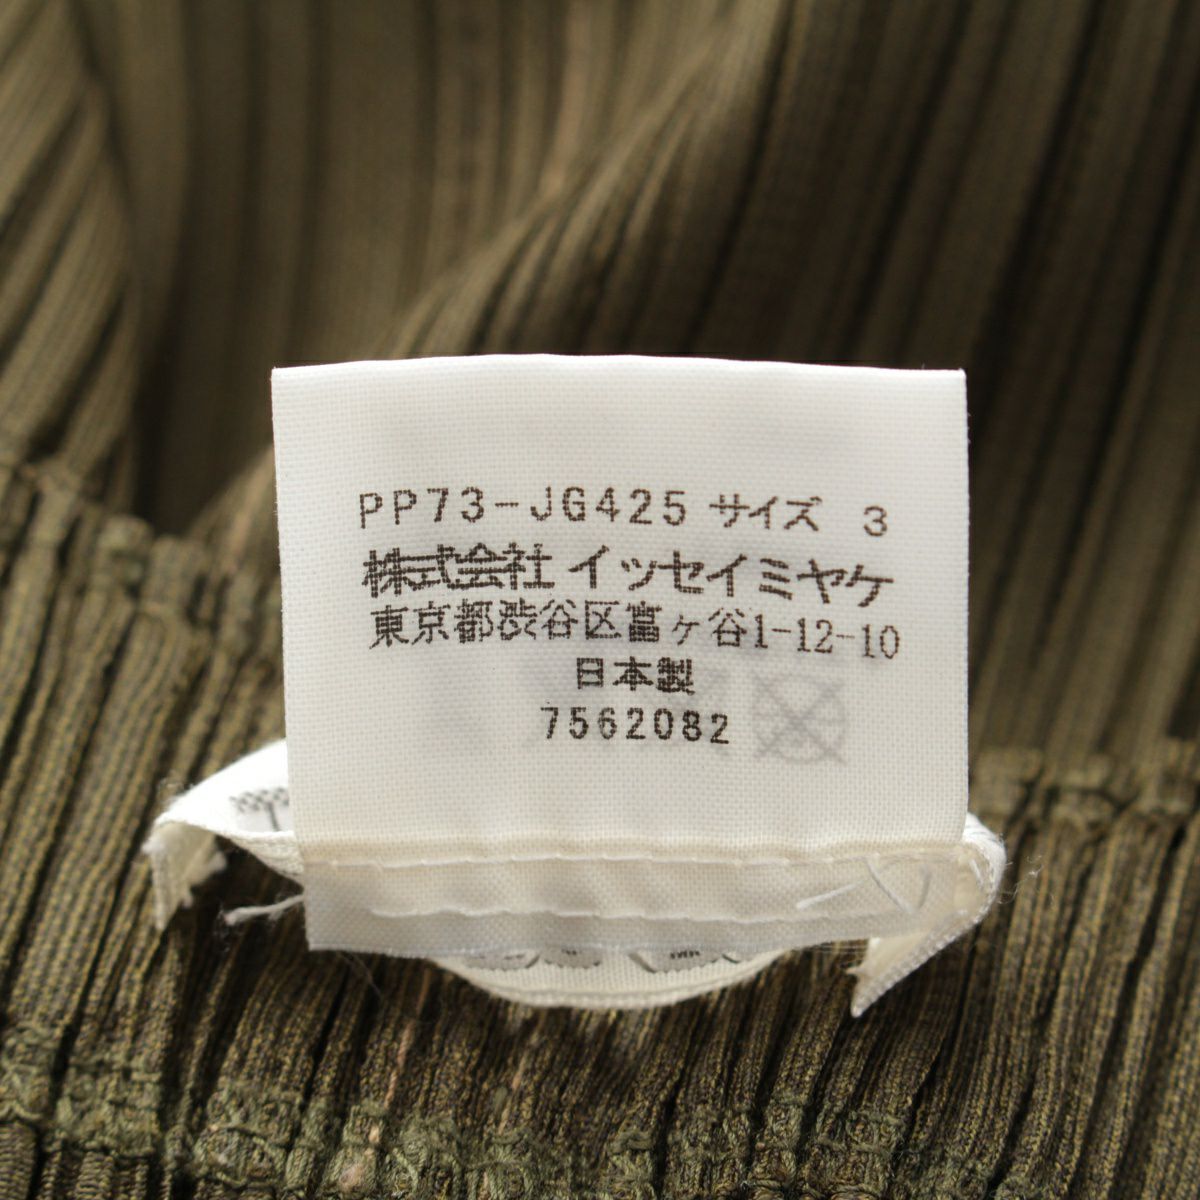 PP73-JG425 サイズ 3
株式会社 イッセイミヤケ
東京都渋谷区富ヶ谷1-12-10
日本製
7562082